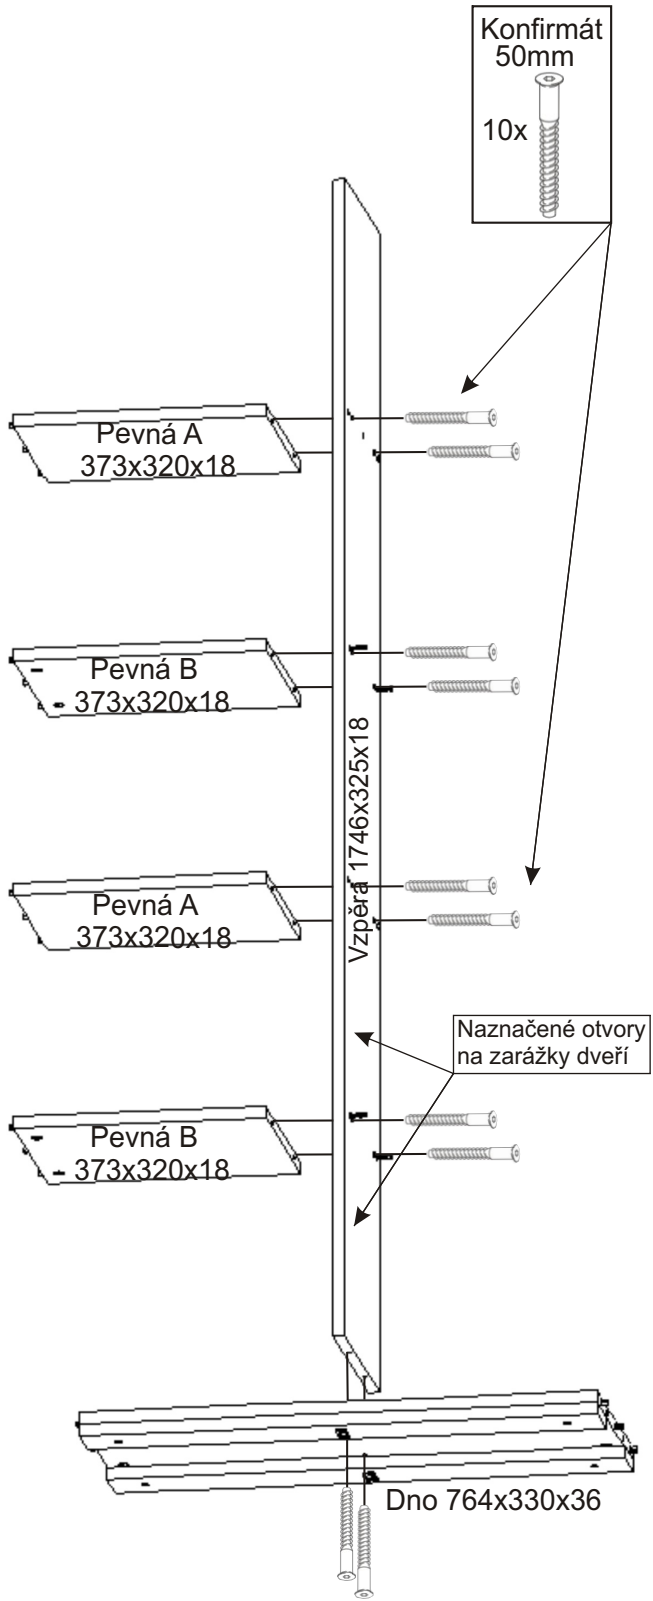 Konfirmát
50mm
10x
Pevná A
373x320x18
Pevná B
373x320x18
Vzpěra 1746x325x18
Pevná A
373x320x18
Naznačené otvory
na zarážky dveří
Pevná B
373x320x18
Dno 764x330x36